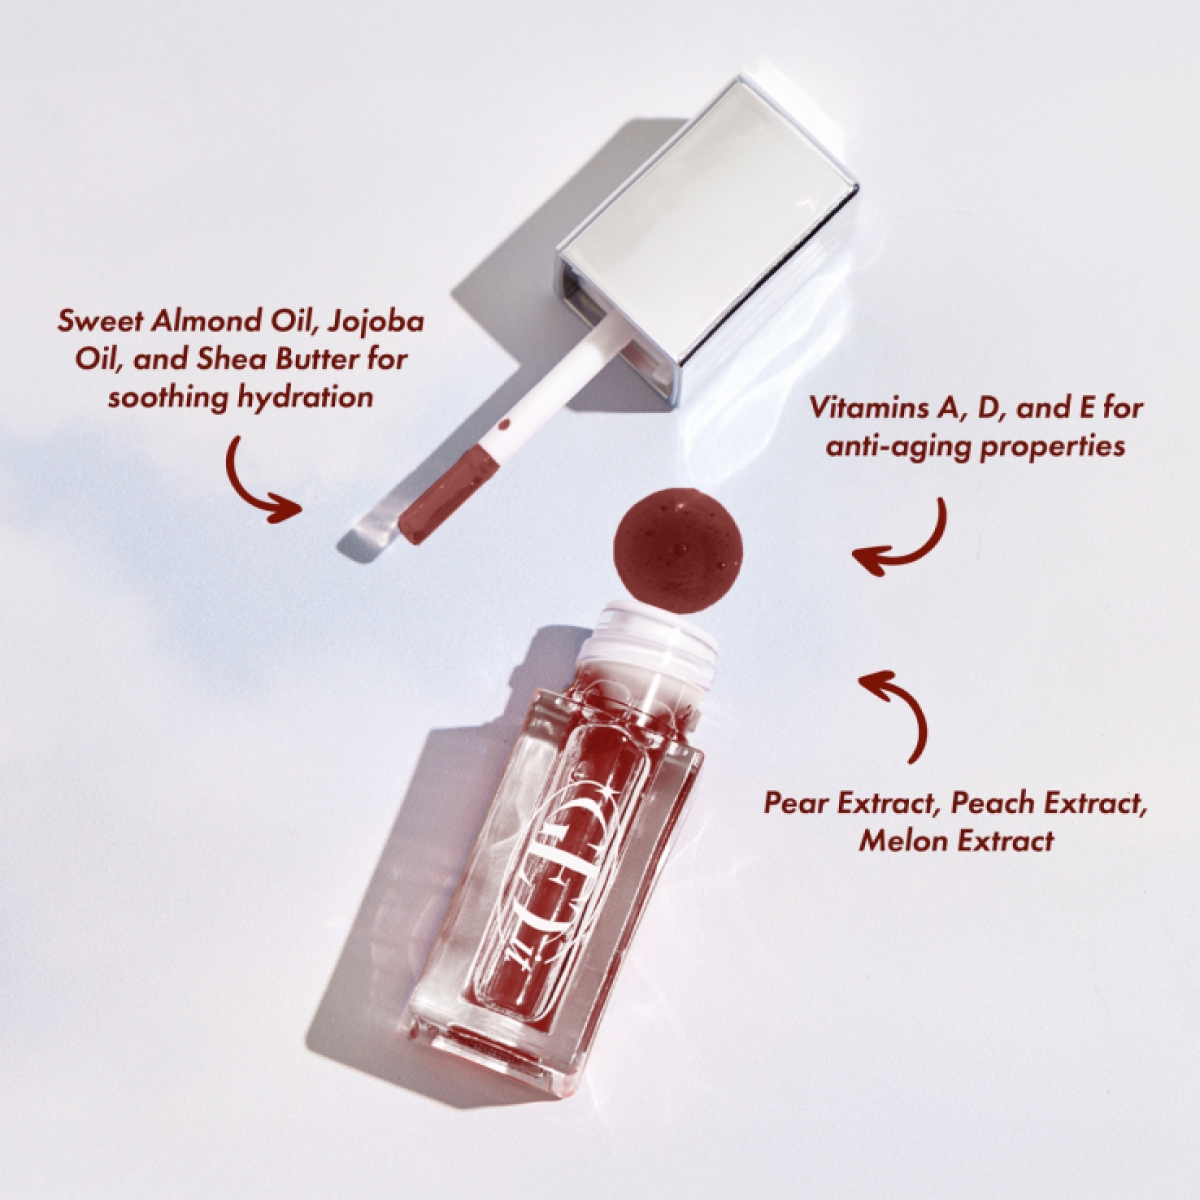 Sweet Almond Oil, Jojoba
Oil, and Shea Butter for
soothing hydration
Vitamins A, D, and E for
anti-aging properties
Pear Extract, Peach Extract,
Melon Extract